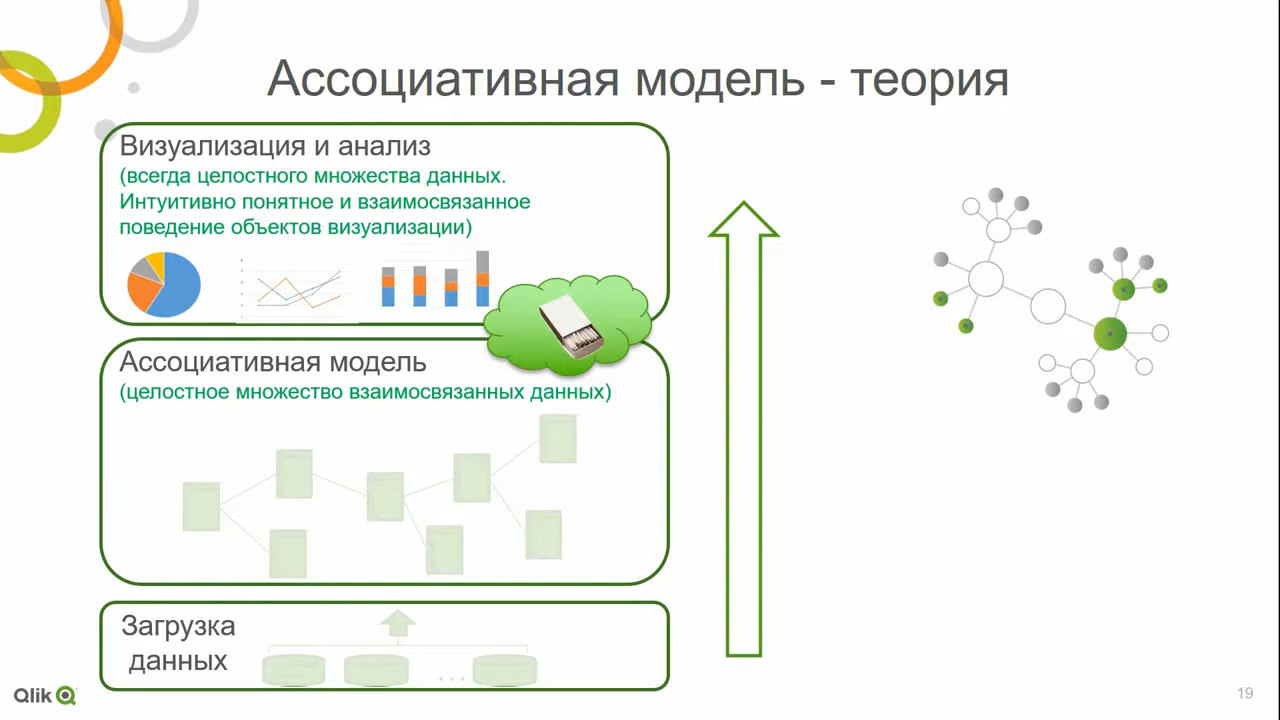 Ассоциативная модель - теория
Визуализация и анализ
(всегда целостного множества данных.
Интуитивно понятное и взаимосвязанное
поведение объектов визуализации)
Ассоциативная модель
(целостное множество взаимосвязанных данных)
Загрузка
данных
...
Qlik
19